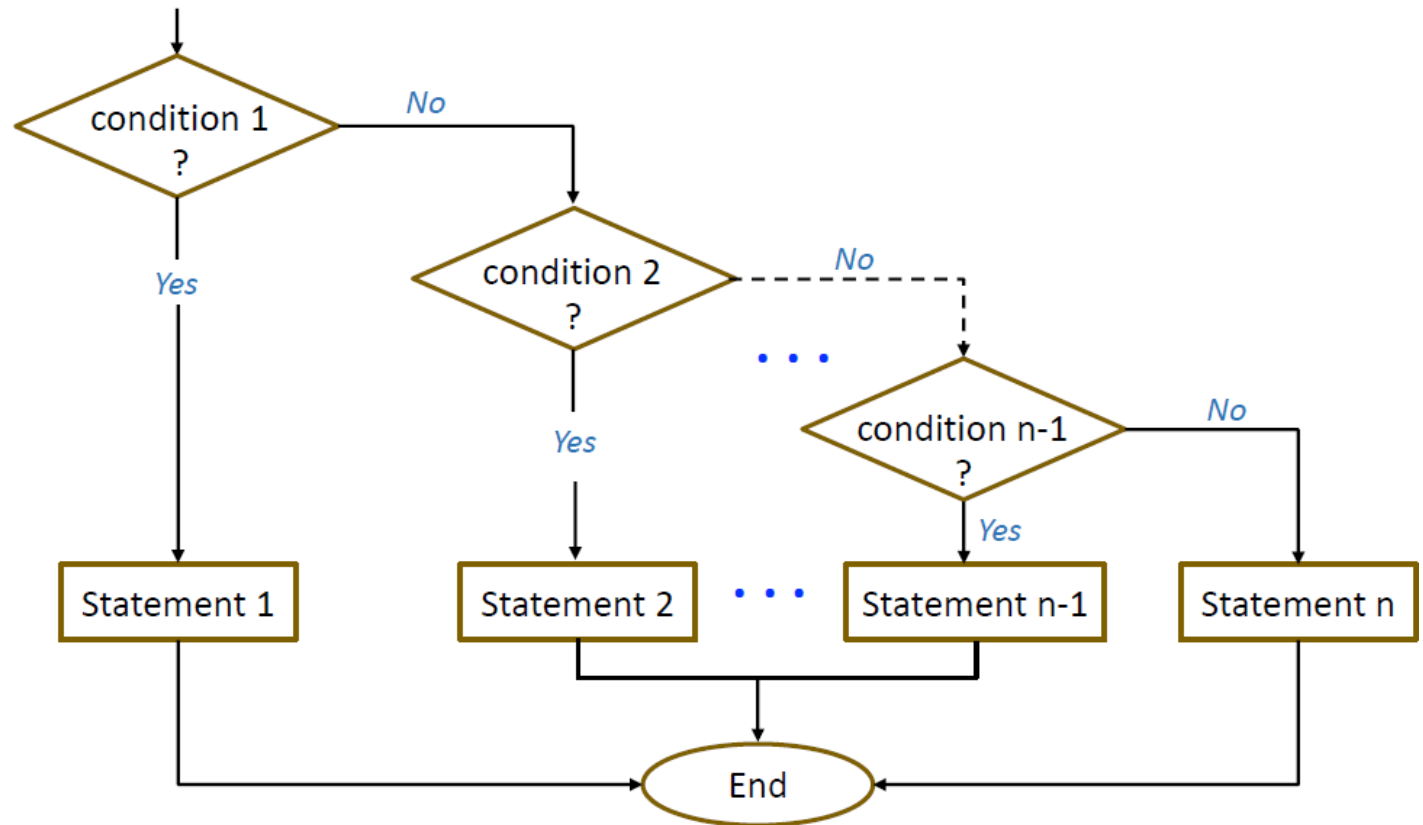 condition 1
?
No
Yes
condition 2
?
No
Yes
. . .
condition n-1
?
No
Yes
Statement 1
Statement 2
. . .
Statement n-1
Statement n
End